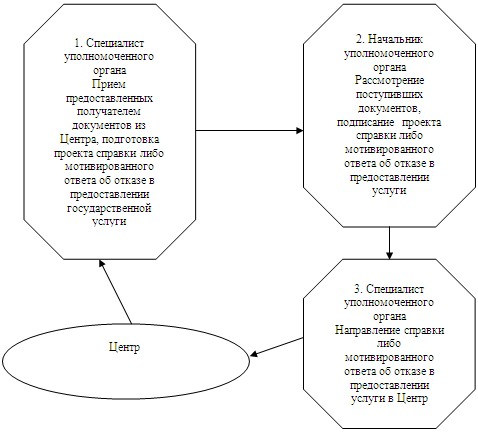 1. Специалист
уполномоченного
органа
Прием
предоставленных
получателем
документов из
Центра, подготовка
проекта справки либо
мотивированного
ответа об отказе в
предоставлении
государственной
услуги
2. Начальник
уполномоченного
органа
Рассмотрение
поступивших
документов,
подписание проекта
справки либо
мотивированного
ответа об отказе в
предоставлении
услуги
3. Специалист
уполномоченного
органа
Направление справки
либо
мотивированного
ответа об отказе в
предоставлении
услуги в Центр
Центр